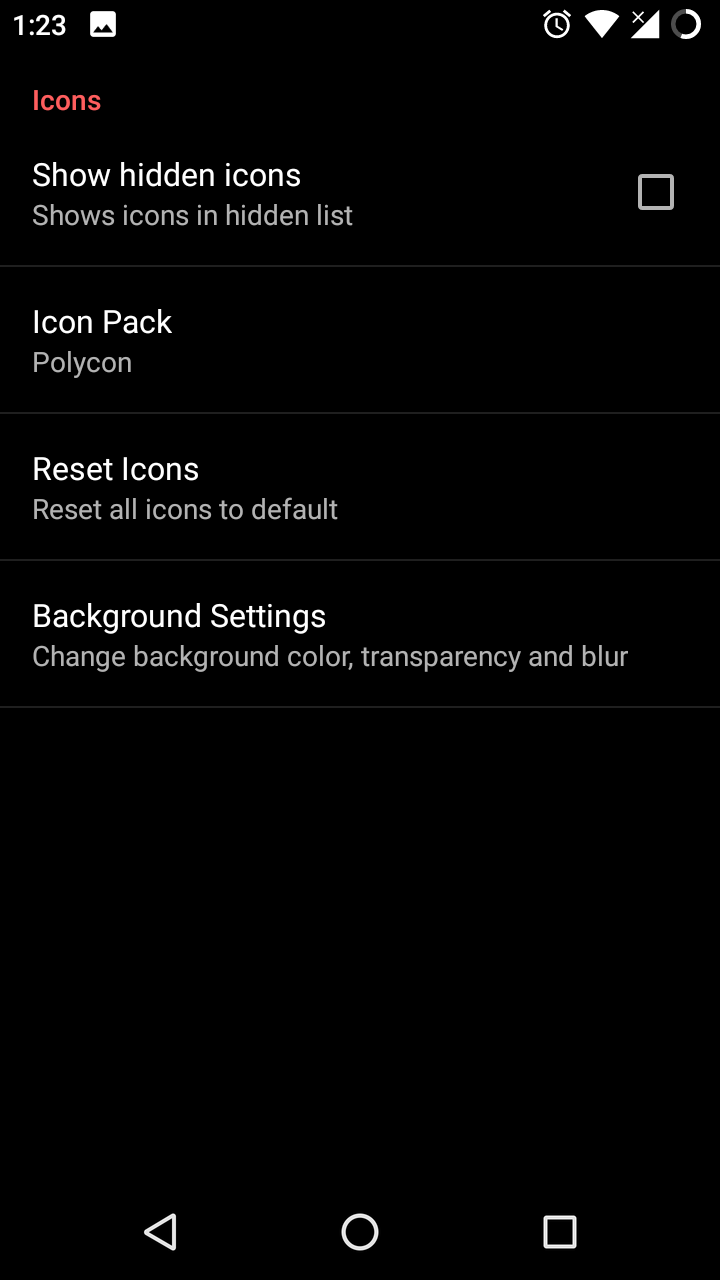 1:23
Icons
Show hidden icons
Shows icons in hidden list
Icon Pack
Polycon
Reset Icons
Reset all icons to default
Background Settings
Change background color, transparency and blur